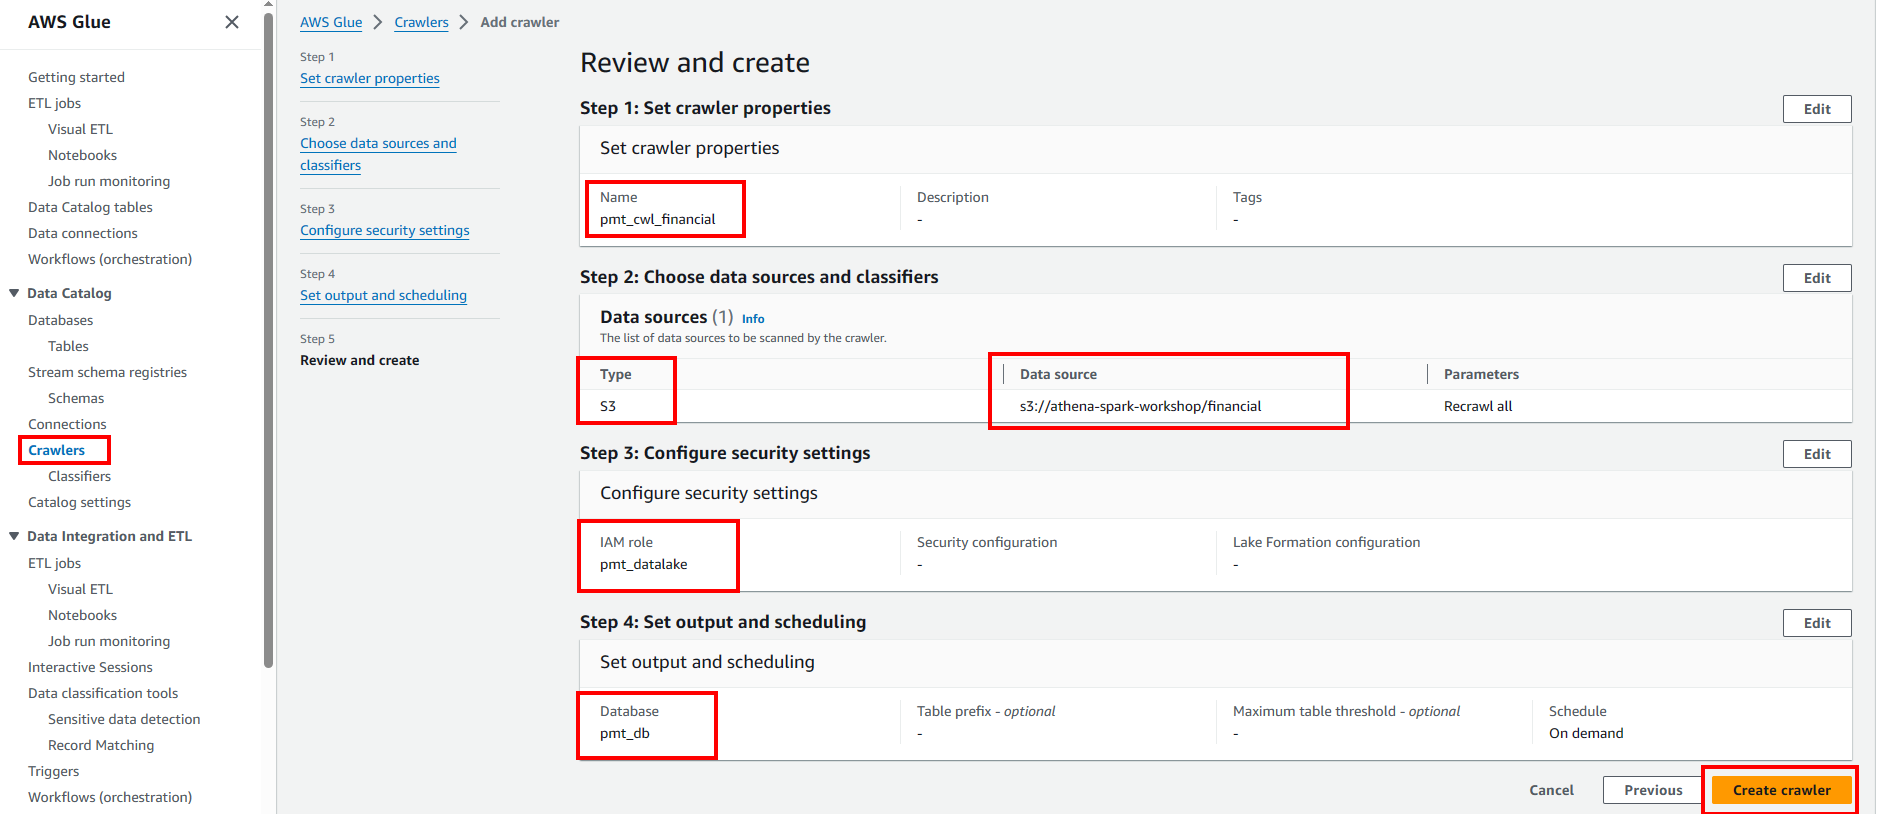 AWS Glue
Getting started
ETL jobs
Visual ETL
Notebooks
Job run monitoring
Data Catalog tables
Data connections
Workflows (orchestration)
Data Catalog
Databases
Tables
Stream schema registries
Schemas
Connections
Crawlers
Classifiers
Catalog settings
Data Integration and ETL
ETL jobs
Visual ETL
Notebooks
Job run monitoring
Interactive Sessions
Data classification tools
Sensitive data detection
Record Matching
Triggers
Workflows (orchestration)
AWS Glue > Crawlers > Add crawler
Step 1
Set crawler properties
Step 2
Choose data sources and
classifiers
Step 3
Configure security settings
Step 4
Set output and scheduling
Step 5
Review and create
Review and create
Step 1: Set crawler properties Edit
Set crawler properties
Name Description Tags
pmt_cwl_financial - -
Step 2: Choose data sources and classifiers Edit
Data sources (1) Info
The list of data sources to be scanned by the crawler.
Type Data source Parameters
S3 s3://athena-spark-workshop/financial Recrawl all
Step 3: Configure security settings Edit
Configure security settings
IAM role Security configuration Lake Formation configuration
pmt_datalake - -
Step 4: Set output and scheduling Edit
Set output and scheduling
Database Table prefix - optional Maximum table threshold - optional Schedule
pmt_db - - On demand
Cancel Previous Create crawler